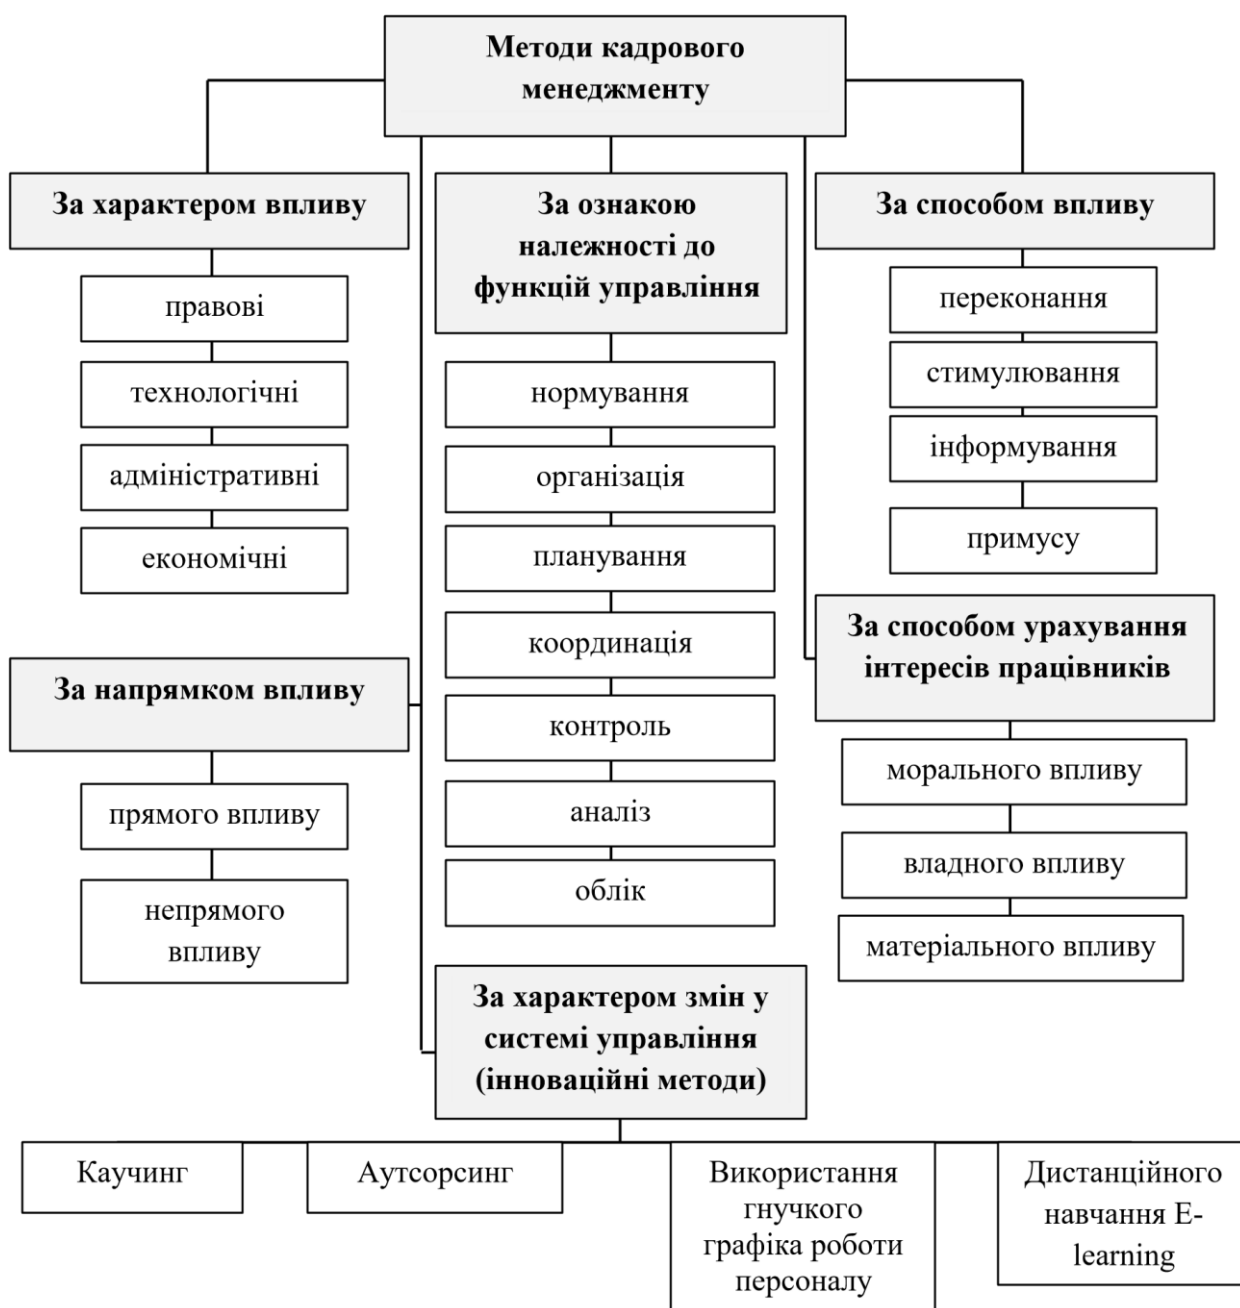 Методи кадрового
менеджменту
За характером впливу
правові
технологічні
адміністративні
економічні
За напрямком впливу
прямого впливу
непрямого
впливу
За ознакою
належності до
функцій управління
нормування
організація
планування
координація
контроль
аналіз
облік
За способом впливу
переконання
стимулювання
інформування
примусу
За способом урахування
інтересів працівників
морального впливу
владного впливу
матеріального впливу
За характером змін у
системі управління
(інноваційні методи)
Каучинг
Аутсорсинг
Використання
гнучкого
графіка роботи
персоналу
Дистанційного
навчання E-
learning